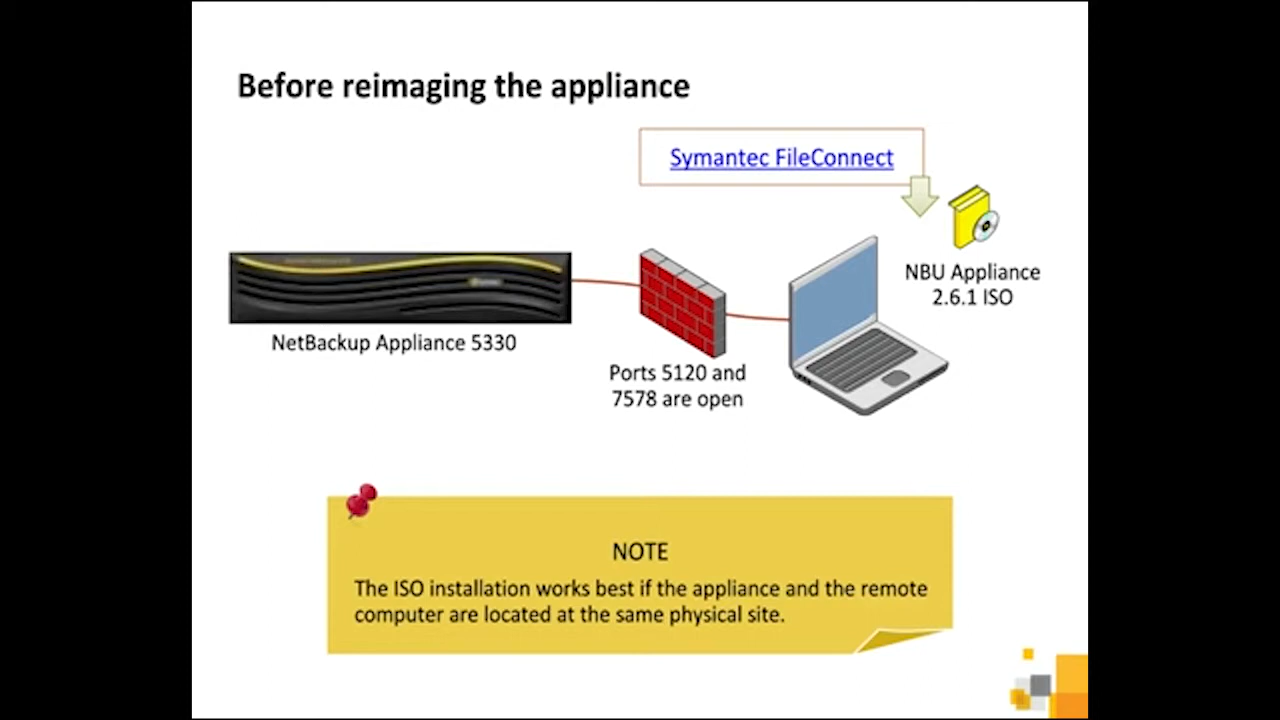 Before reimaging the appliance
Symantec FileConnect
NBU Appliance
2.6.1 ISO
NetBackup Appliance 5330
Ports 5120 and
7578 are open
NOTE
The ISO installation works best if the appliance and the remote
computer are located at the same physical site.